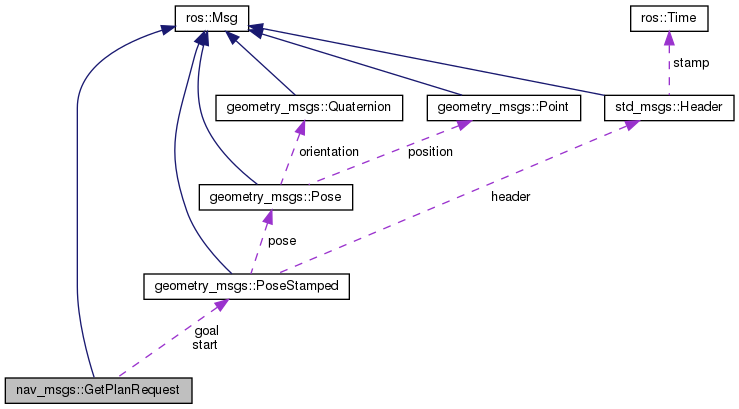 ros::Msg
ros::Time
stamp
geometry_msgs::Quaternion
geometry_msgs::Point
std_msgs::Header
orientation
position
geometry_msgs::Pose
header
pose
geometry_msgs::PoseStamped
goal
start
nav_msgs::GetPlanRequest